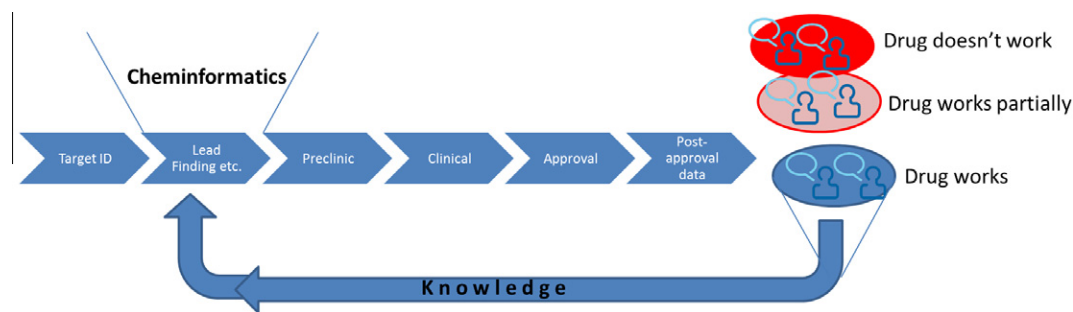 Cheminformatics
Target ID
Lead
Finding etc.
Preclinic
Clinical
Approval
Post-
approval
data
Drug doesn’t work
Drug works partially
Drug works
Knowledge